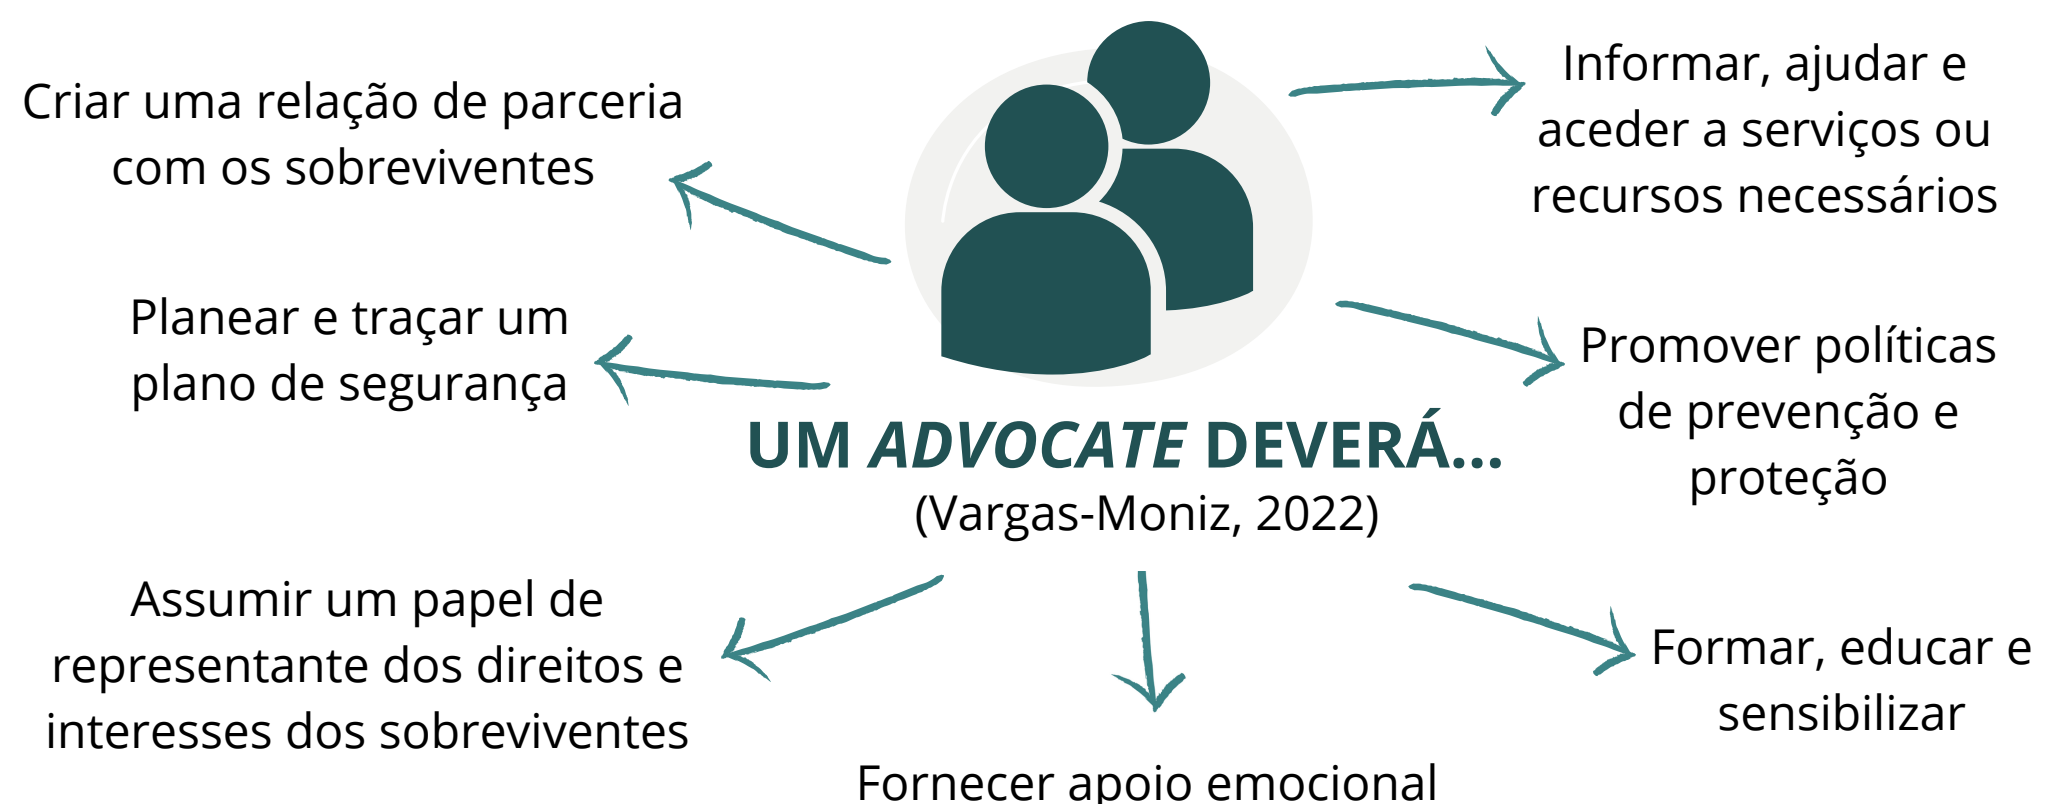 Criar uma relação de parceria
com os sobreviventes
Planear e traçar um
plano de segurança
Assumir um papel de
representante dos direitos e
interesses dos sobreviventes
UM ADVOCATE DEVERÁ...
(Vargas-Moniz, 2022)
Fornecer apoio emocional
Informar, ajudar e
aceder a serviços ou
recursos necessários
Promover políticas
de prevenção e
proteção
Formar, educar e
sensibilizar